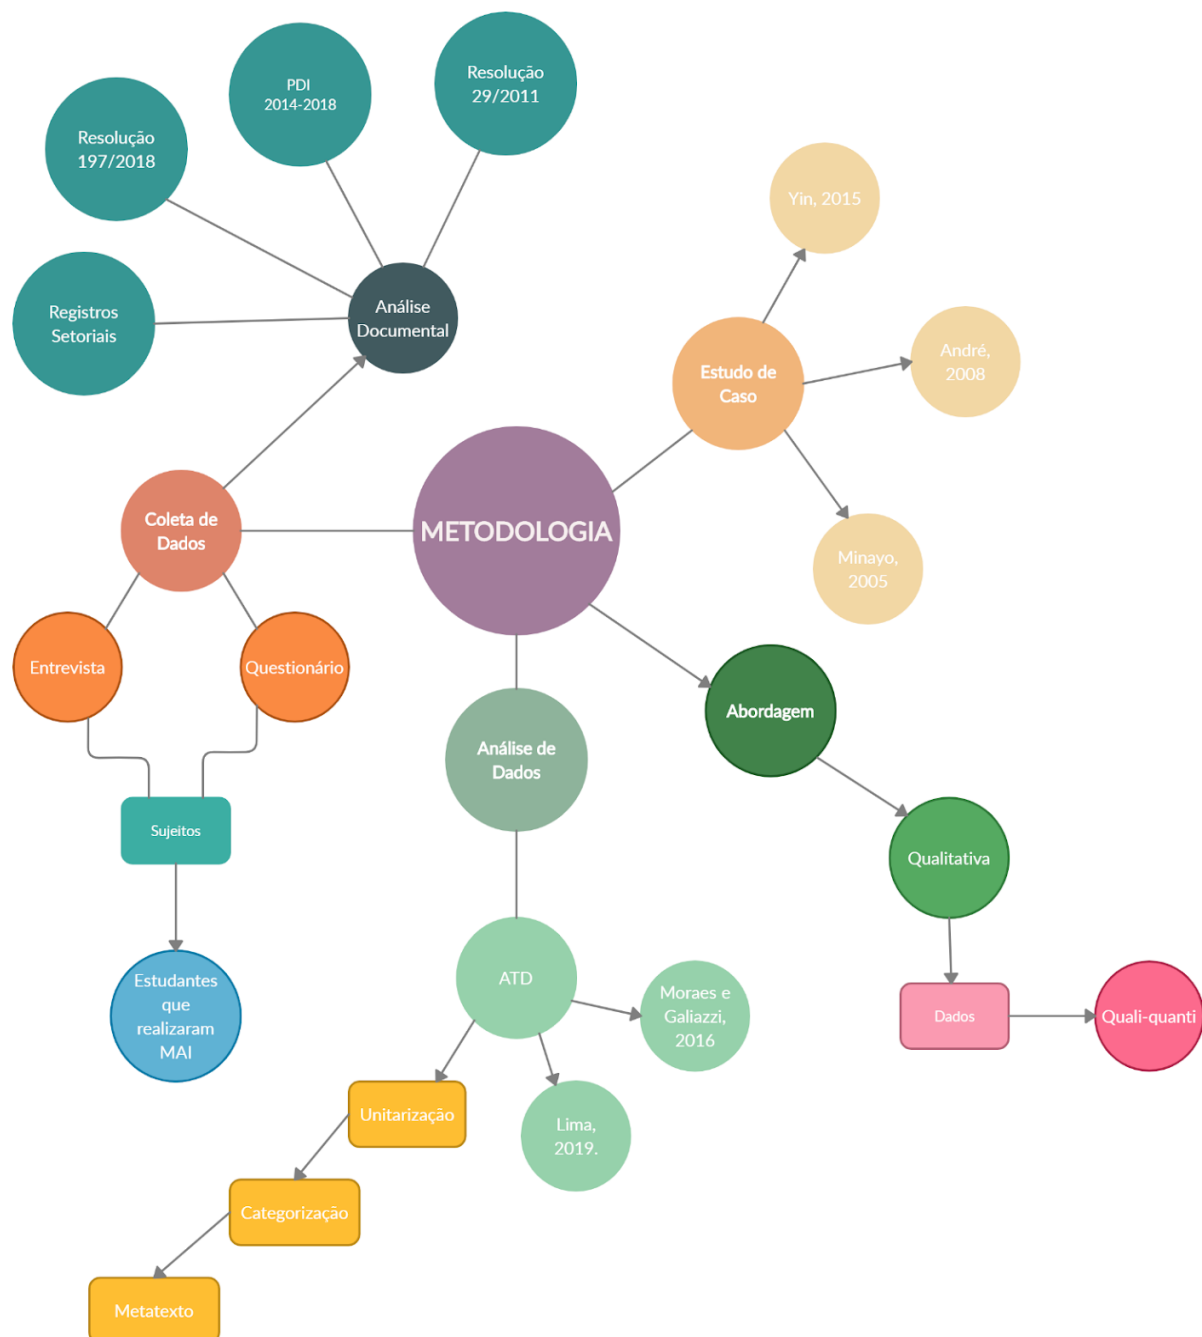 Resolução
29/2011
PDI
2014-2018
Resolução
197/2018
Registros
Setoriais
Análise
Documental
Yin, 2015
André,
2008
Estudo de
Caso
Minayo,
2005
METODOLOGIA
Coleta de
Dados
Entrevista
Questionário
Sujeitos
Estudantes
que
realizaram
MAI
Análise de
Dados
Abordagem
Qualitativa
Dados
Quali-quanti
ATD
Moraes e
Galiazzi,
2016
Lima,
2019.
Unitarização
Categorização
Metatexto